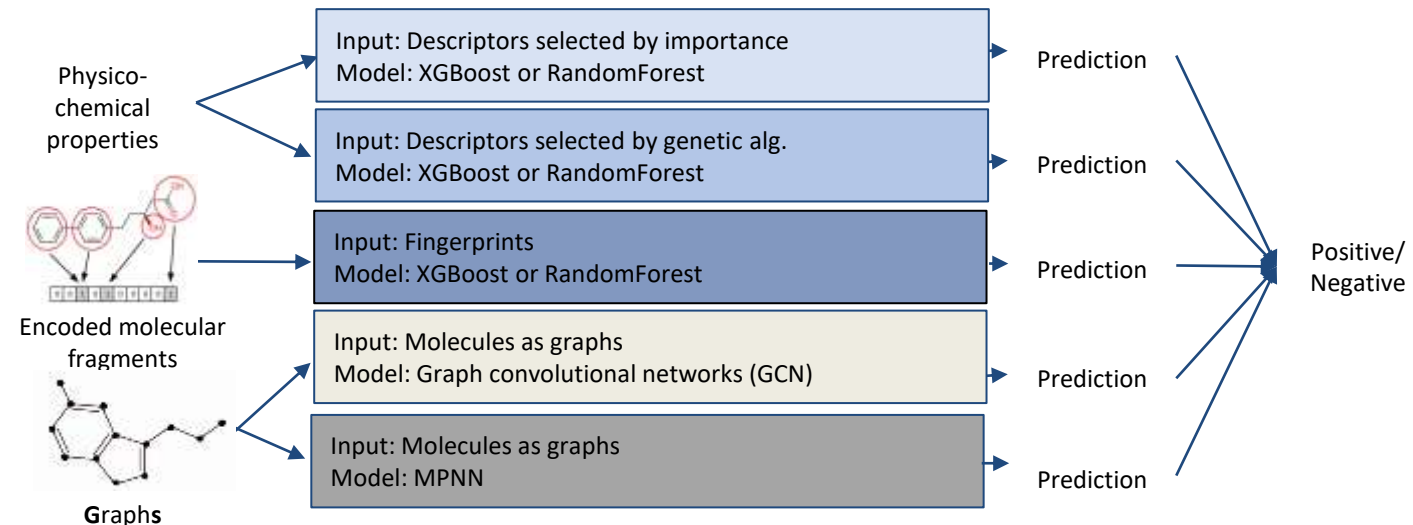 Physico-
chemical
properties
Input: Descriptors selected by importance
Model: XGBoost or RandomForest
Prediction
Input: Descriptors selected by genetic alg.
Model: XGBoost or RandomForest
Prediction
Encoded molecular
fragments
Input: Fingerprints
Model: XGBoost or RandomForest
Prediction
Graphs
Input: Molecules as graphs
Model: Graph convolutional networks (GCN)
Prediction
Input: Molecules as graphs
Model: MPNN
Prediction
Positive/
Negative